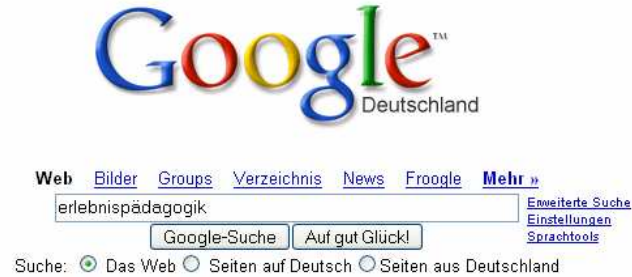 Google™
Deutschland
Web Bilder Groups Verzeichnis News Froogle Mehr »
erlebnispädagogik
Erweiterte Suche
Einstellungen
Sprachtools
Google-Suche Auf gut Glück!
Suche: Das Web Seiten auf Deutsch Seiten aus Deutschland